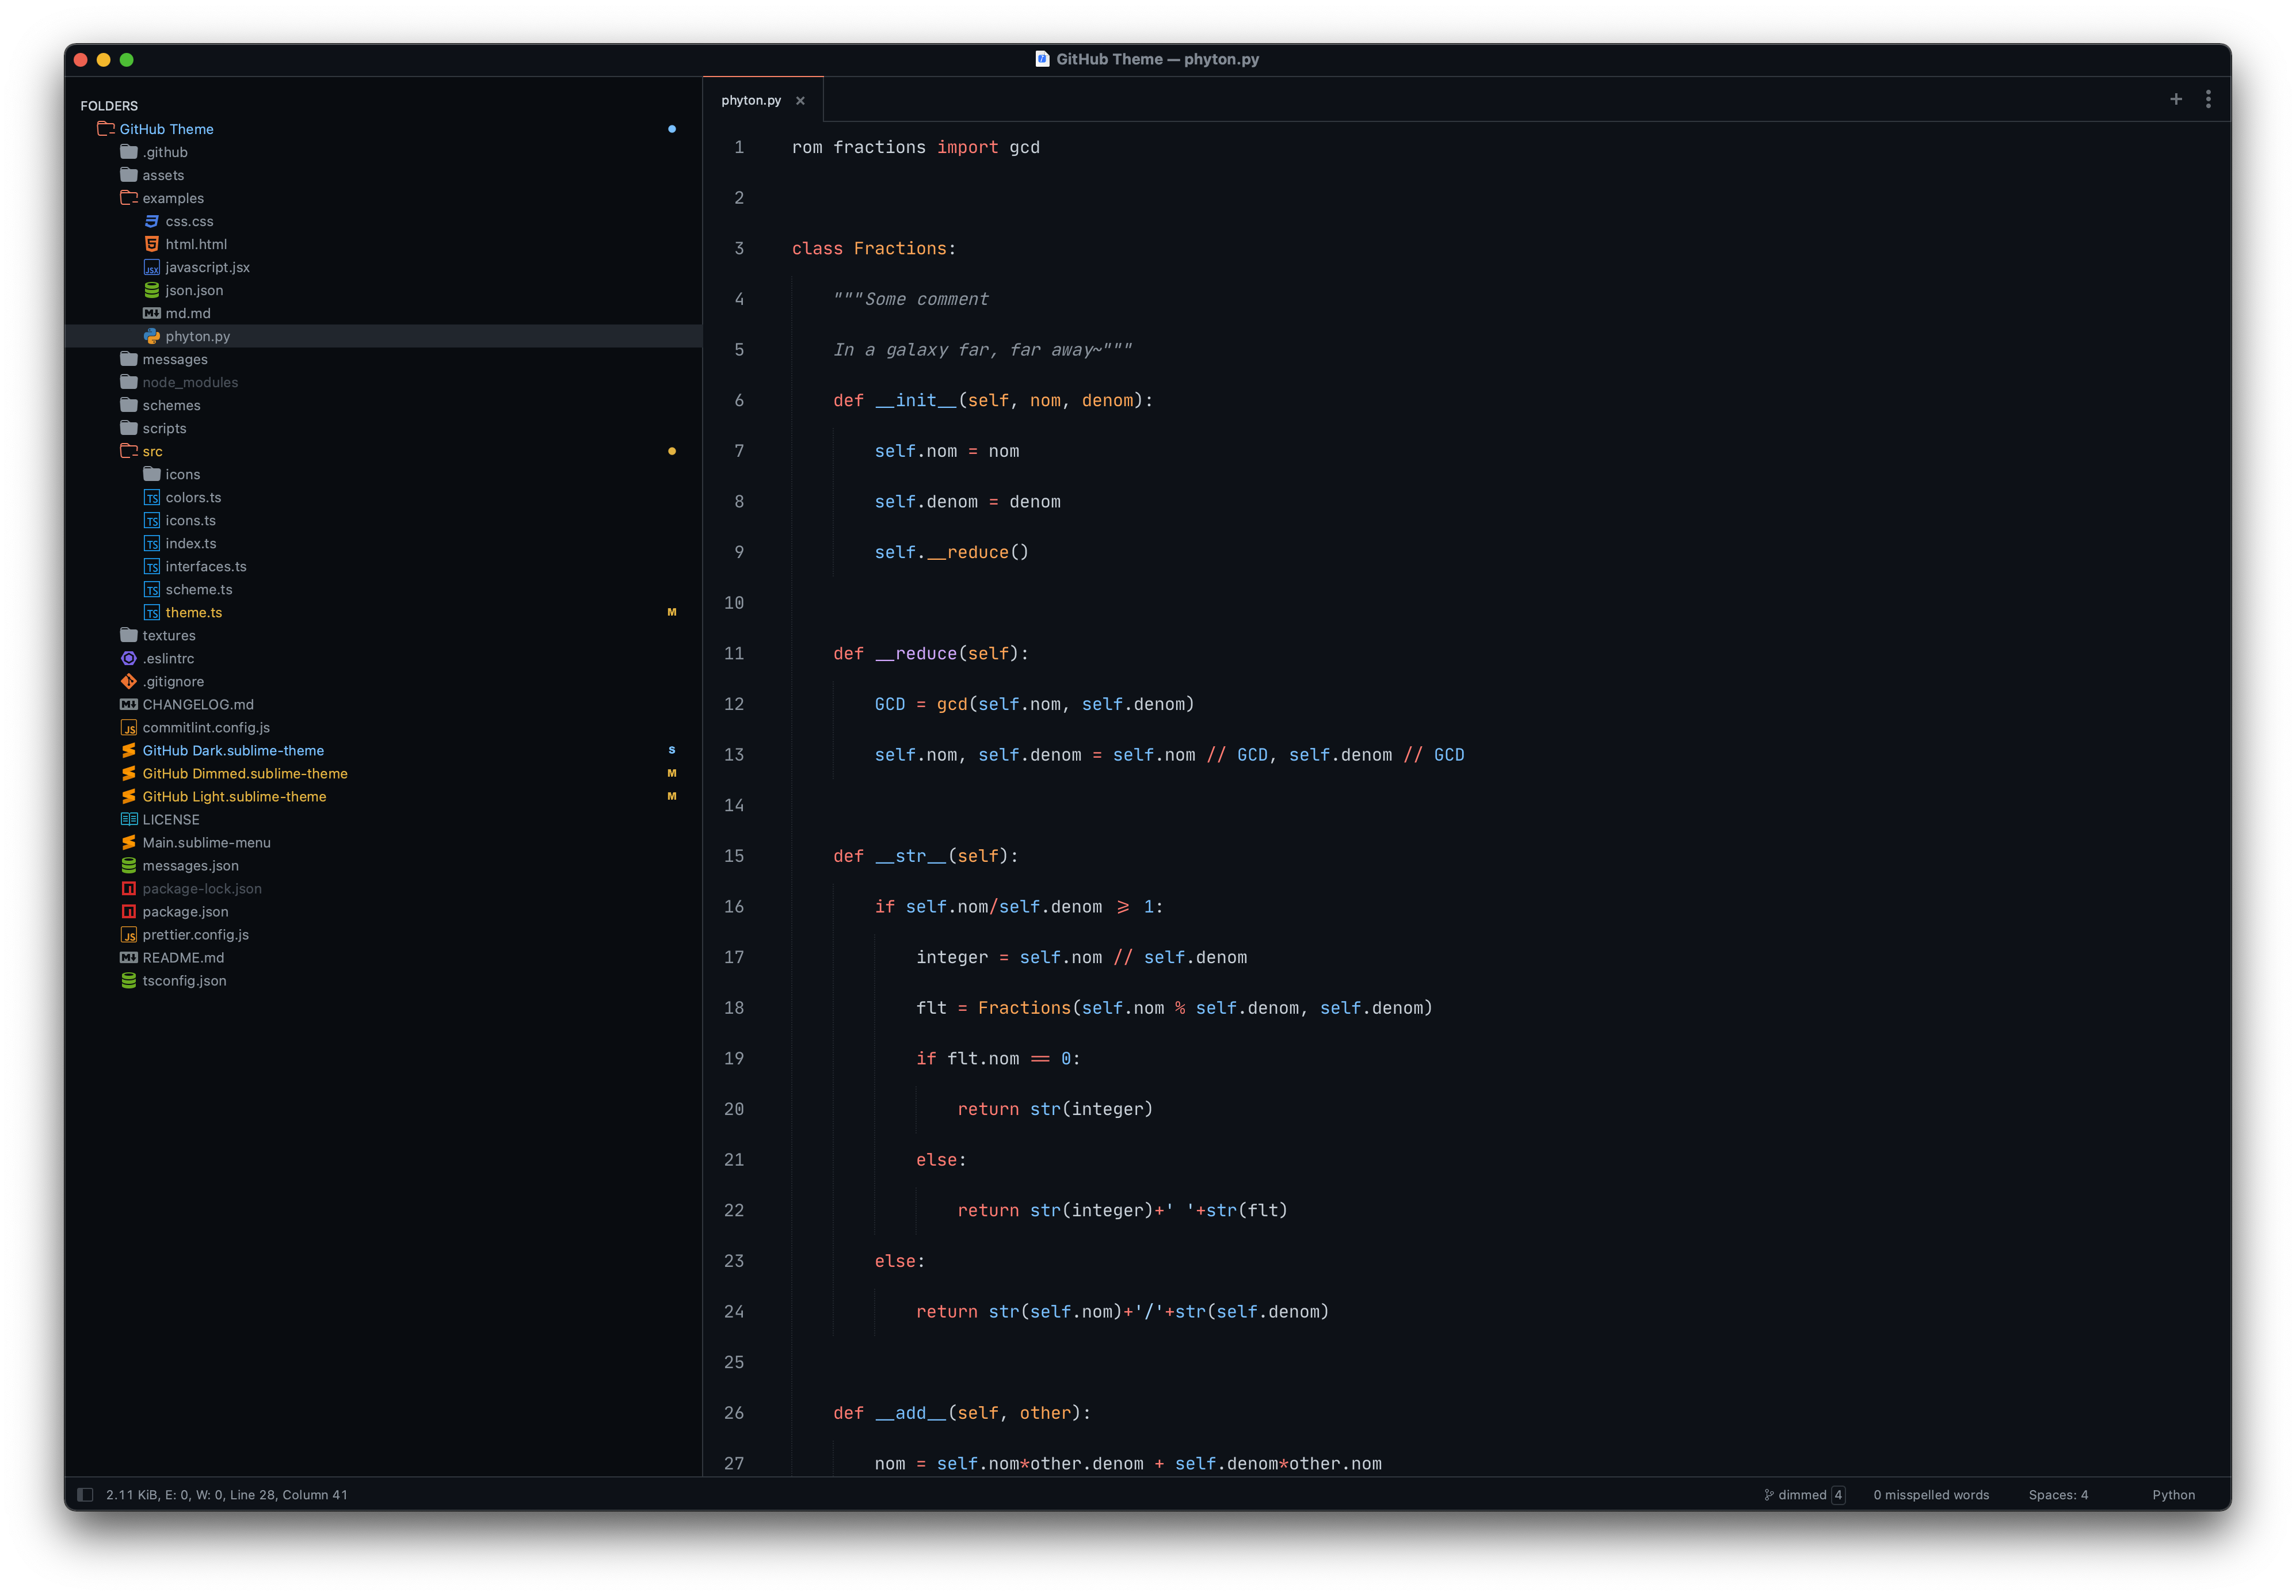 GitHub Theme — phyton.py
FOLDERS
GitHub Theme
.github
assets
examples
css.css
html.html
javascript.jsx
json.json
md.md
phyton.py
messages
node_modules
schemes
scripts
src
icons
colors.ts
icons.ts
index.ts
interfaces.ts
scheme.ts
theme.ts M
textures
.eslintrc
.gitignore
CHANGELOG.md
commitlint.config.js
GitHub Dark.sublime-theme S
GitHub Dimmed.sublime-theme M
GitHub Light.sublime-theme M
LICENSE
Main.sublime-menu
messages.json
package-lock.json
package.json
prettier.config.js
README.md
tsconfig.json
phyton.py ×
1 rom fractions import gcd
2
3 class Fractions:
4     """Some comment
5     In a galaxy far, far away~"""
6     def __init__(self, nom, denom):
7         self.nom = nom
8         self.denom = denom
9         self.__reduce()
10
11     def __reduce(self):
12         GCD = gcd(self.nom, self.denom)
13         self.nom, self.denom = self.nom // GCD, self.denom // GCD
14
15     def __str__(self):
16         if self.nom/self.denom ⩾ 1:
17             integer = self.nom // self.denom
18             flt = Fractions(self.nom % self.denom, self.denom)
19             if flt.nom == 0:
20                 return str(integer)
21             else:
22                 return str(integer)+' '+str(flt)
23         else:
24             return str(self.nom)+'/'+str(self.denom)
25
26     def __add__(self, other):
27         nom = self.nom*other.denom + self.denom*other.nom
2.11 KiB, E: 0, W: 0, Line 28, Column 41
dimmed 4
0 misspelled words
Spaces: 4
Python